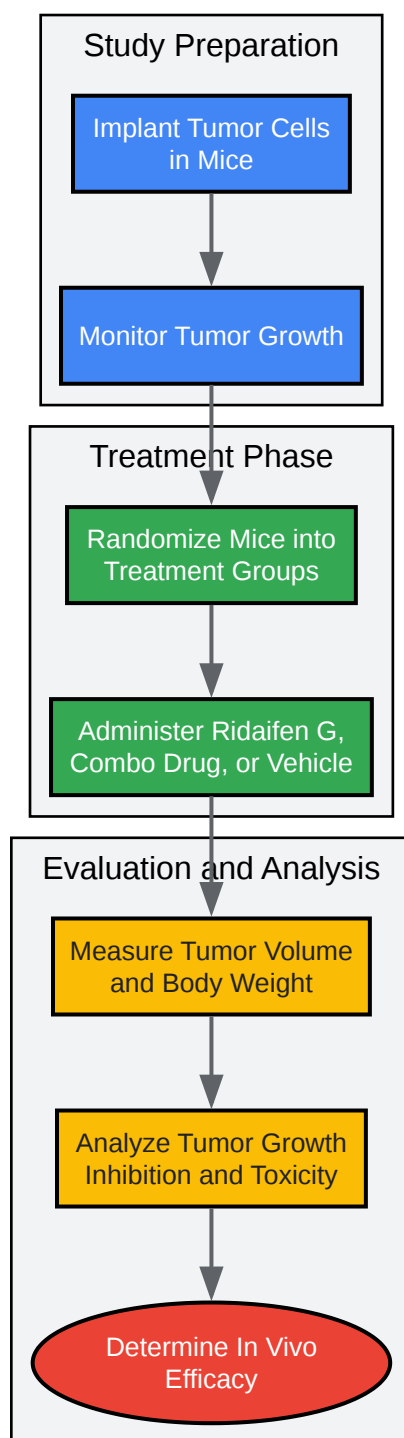 Study Preparation
Implant Tumor Cells
in Mice
Monitor Tumor Growth
Treatment Phase
Randomize Mice into
Treatment Groups
Administer Ridaifen G,
Combo Drug, or Vehicle
Evaluation and Analysis
Measure Tumor Volume
and Body Weight
Analyze Tumor Growth
Inhibition and Toxicity
Determine In Vivo
Efficacy